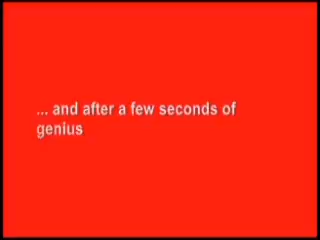 ... and after a few seconds of
genius